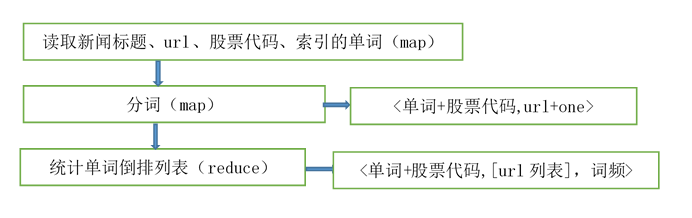 读取新闻标题、url、股票代码、索引的单词（map）
分词（map）
<单词+股票代码,url+one>
统计单词倒排列表（reduce）
<单词+股票代码,[url 列表]，词频>